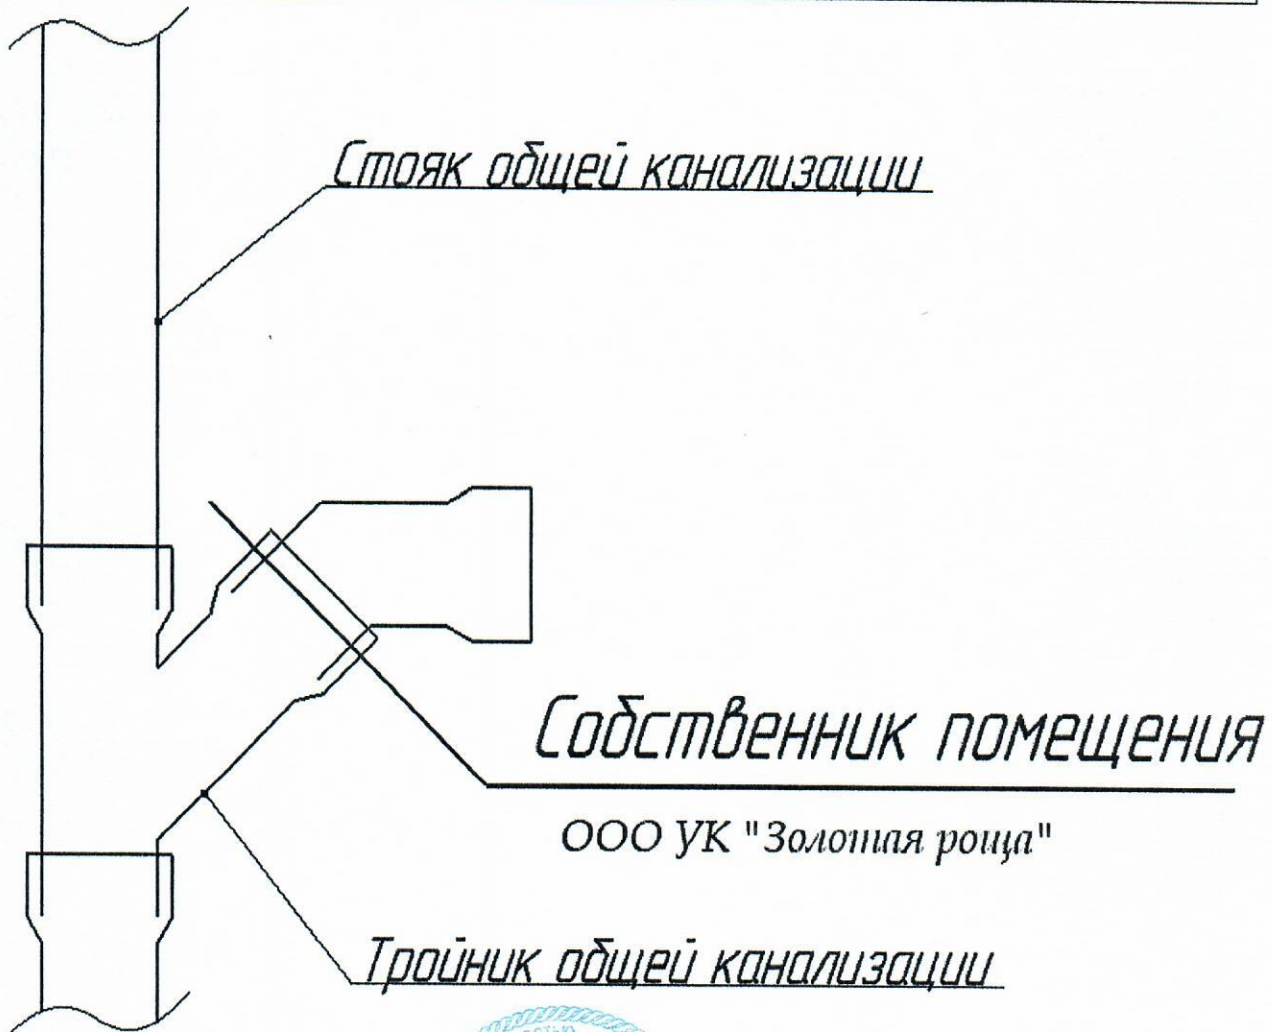 Стояк общей канализации
Собственник помещения
ООО УК "Золотая роща"
Тройник общей канализации